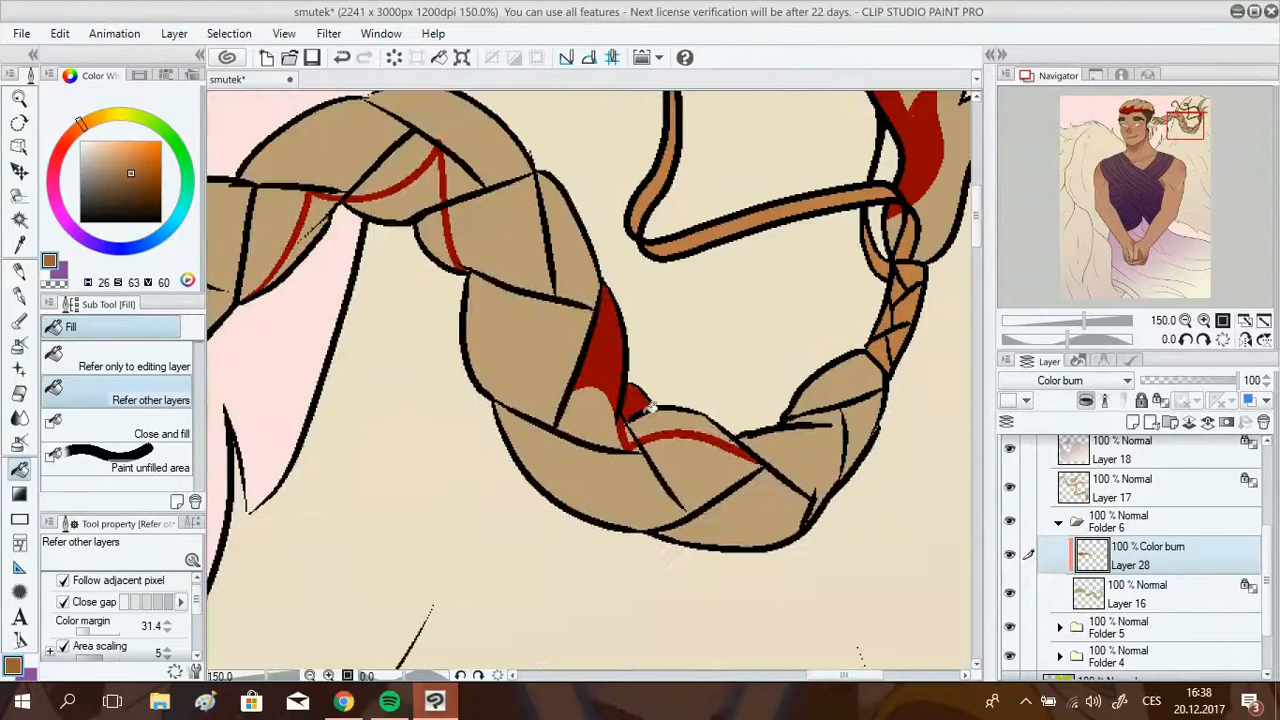 smutek* (2241 x 3000px 1200dpi 150.0%)  You can use all features - Next license verification will be after 22 days. - CLIP STUDIO PAINT PRO
File Edit Animation Layer Selection View Filter Window Help
smutek*
Color Wh
Navigator
H 26 S 63 V 60
Sub Tool [Fill]
Fill
Refer only to editing layer
Refer other layers
Close and fill
Paint unfilled area
Tool property [Refer o
Refer other layers
Follow adjacent pixel
Close gap
Color margin
31.4
Area scaling
5
150.0
0.0
150.0
0.0
Layer
Color burn
100
100 % Normal
Layer 18
100 % Normal
Layer 17
100 % Normal
Folder 6
100 % Color burn
Layer 28
100 % Normal
Layer 16
100 % Normal
Folder 5
100 % Normal
Folder 4
A
CES
16:38
20.12.2017
3